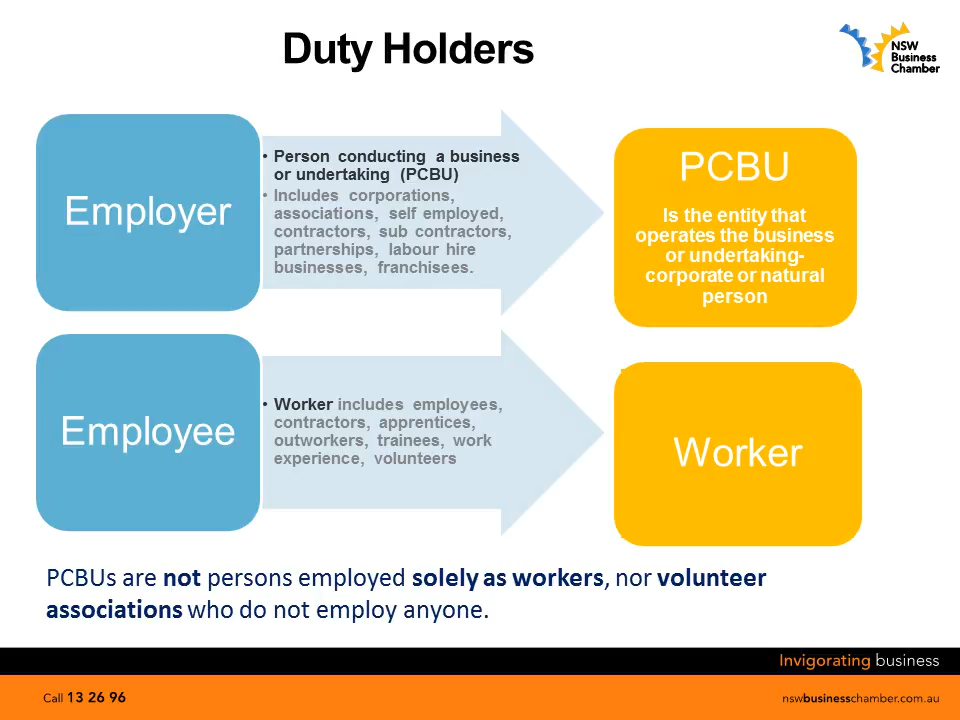 Duty Holders
NSW
Business
Chamber
Employer
• Person conducting a business
or undertaking (PCBU)
• Includes corporations,
associations, self employed,
contractors, sub contractors,
partnerships, labour hire
businesses, franchisees.
PCBU
Is the entity that
operates the business
or undertaking-
corporate or natural
person
Employee
• Worker includes employees,
contractors, apprentices,
outworkers, trainees, work
experience, volunteers
Worker
PCBUs are not persons employed solely as workers, nor volunteer
associations who do not employ anyone.
Invigorating business
Call 13 26 96
nswbusinesschamber.com.au